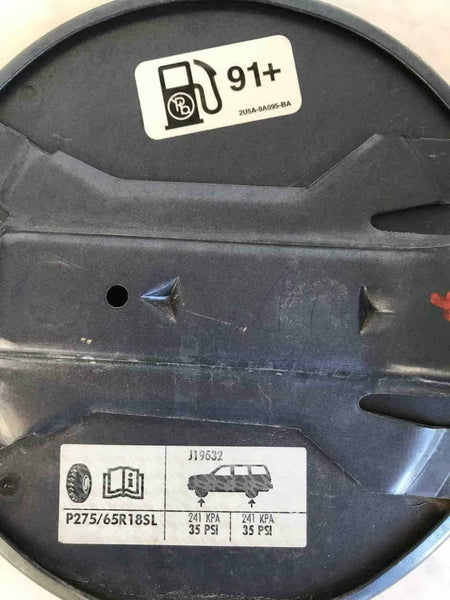 91+
2U5A-9A095-BA
J19632
P275/65R18SL
241 KPA 241 KPA
35 PSI 35 PSI